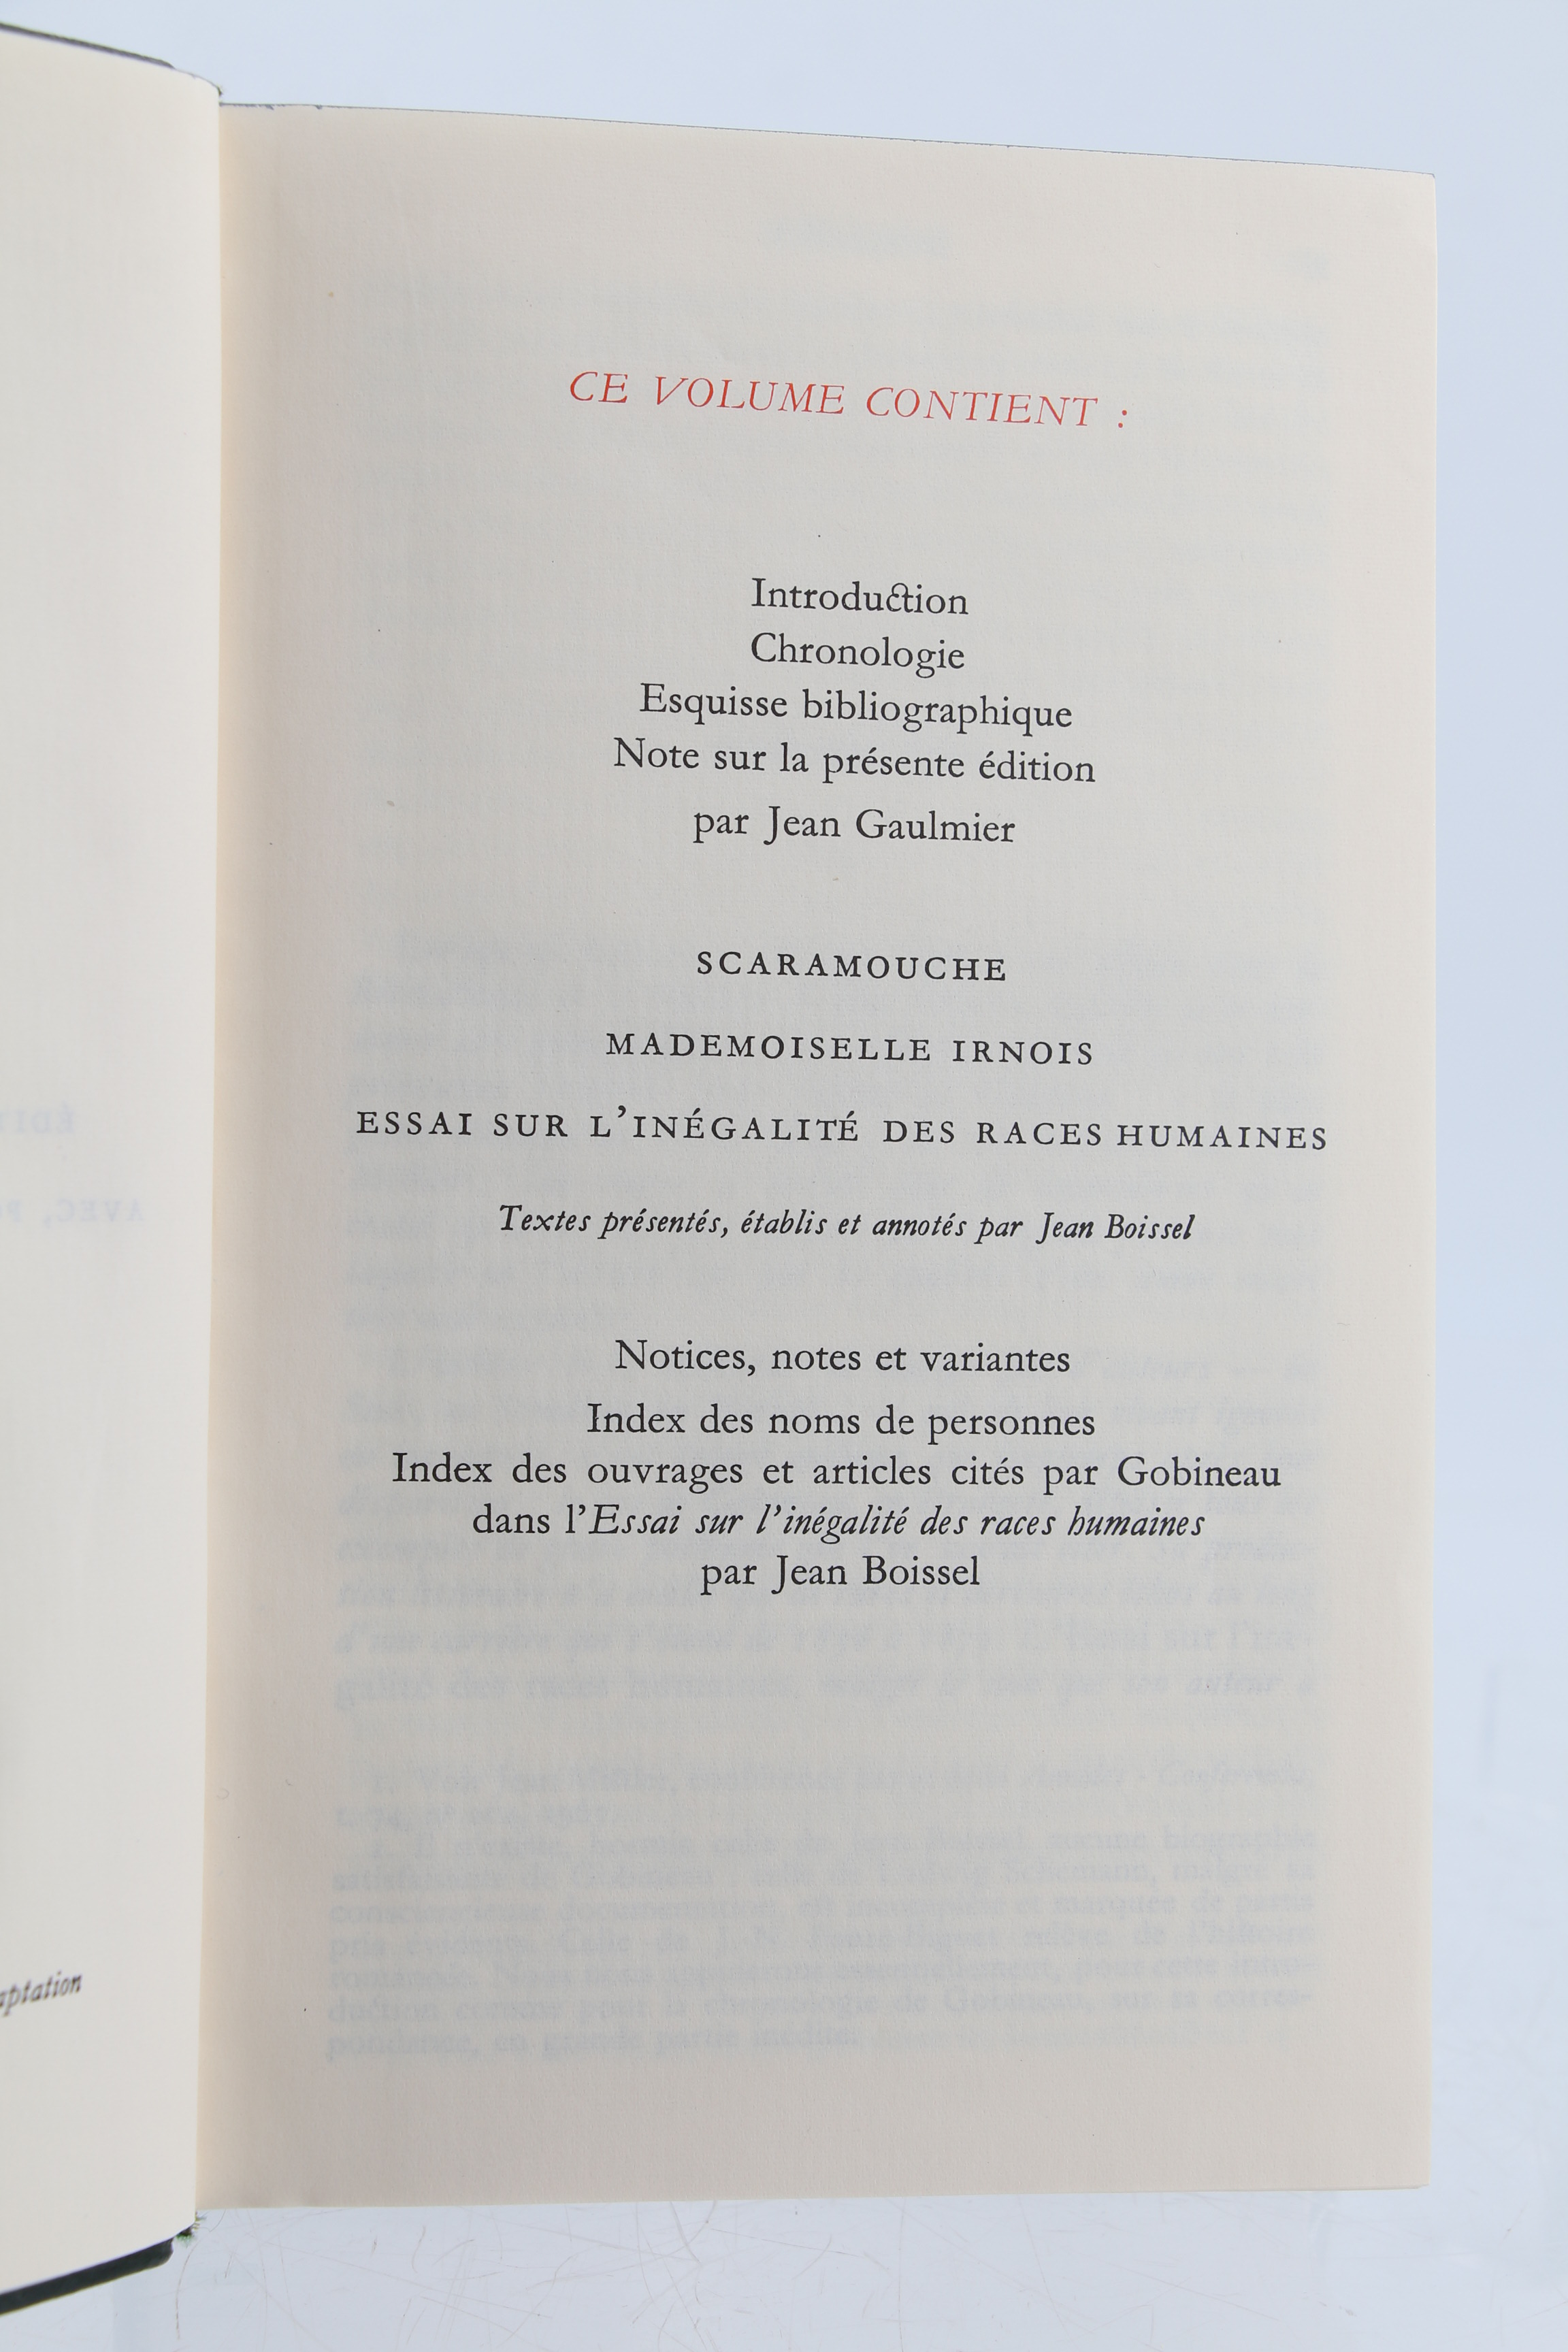 CE VOLUME CONTIENT :
Introduction
Chronologie
Esquisse bibliographique
Note sur la présente édition
par Jean Gaulmier
SCARAMOUCHE
MADEMOISELLE IRNOIS
ESSAI SUR L’INÉGALITÉ DES RACES HUMAINES
Textes présentés, établis et annotés par Jean Boissel
Notices, notes et variantes
Index des noms de personnes
Index des ouvrages et articles cités par Gobineau
dans l’Essai sur l’inégalité des races humaines
par Jean Boissel